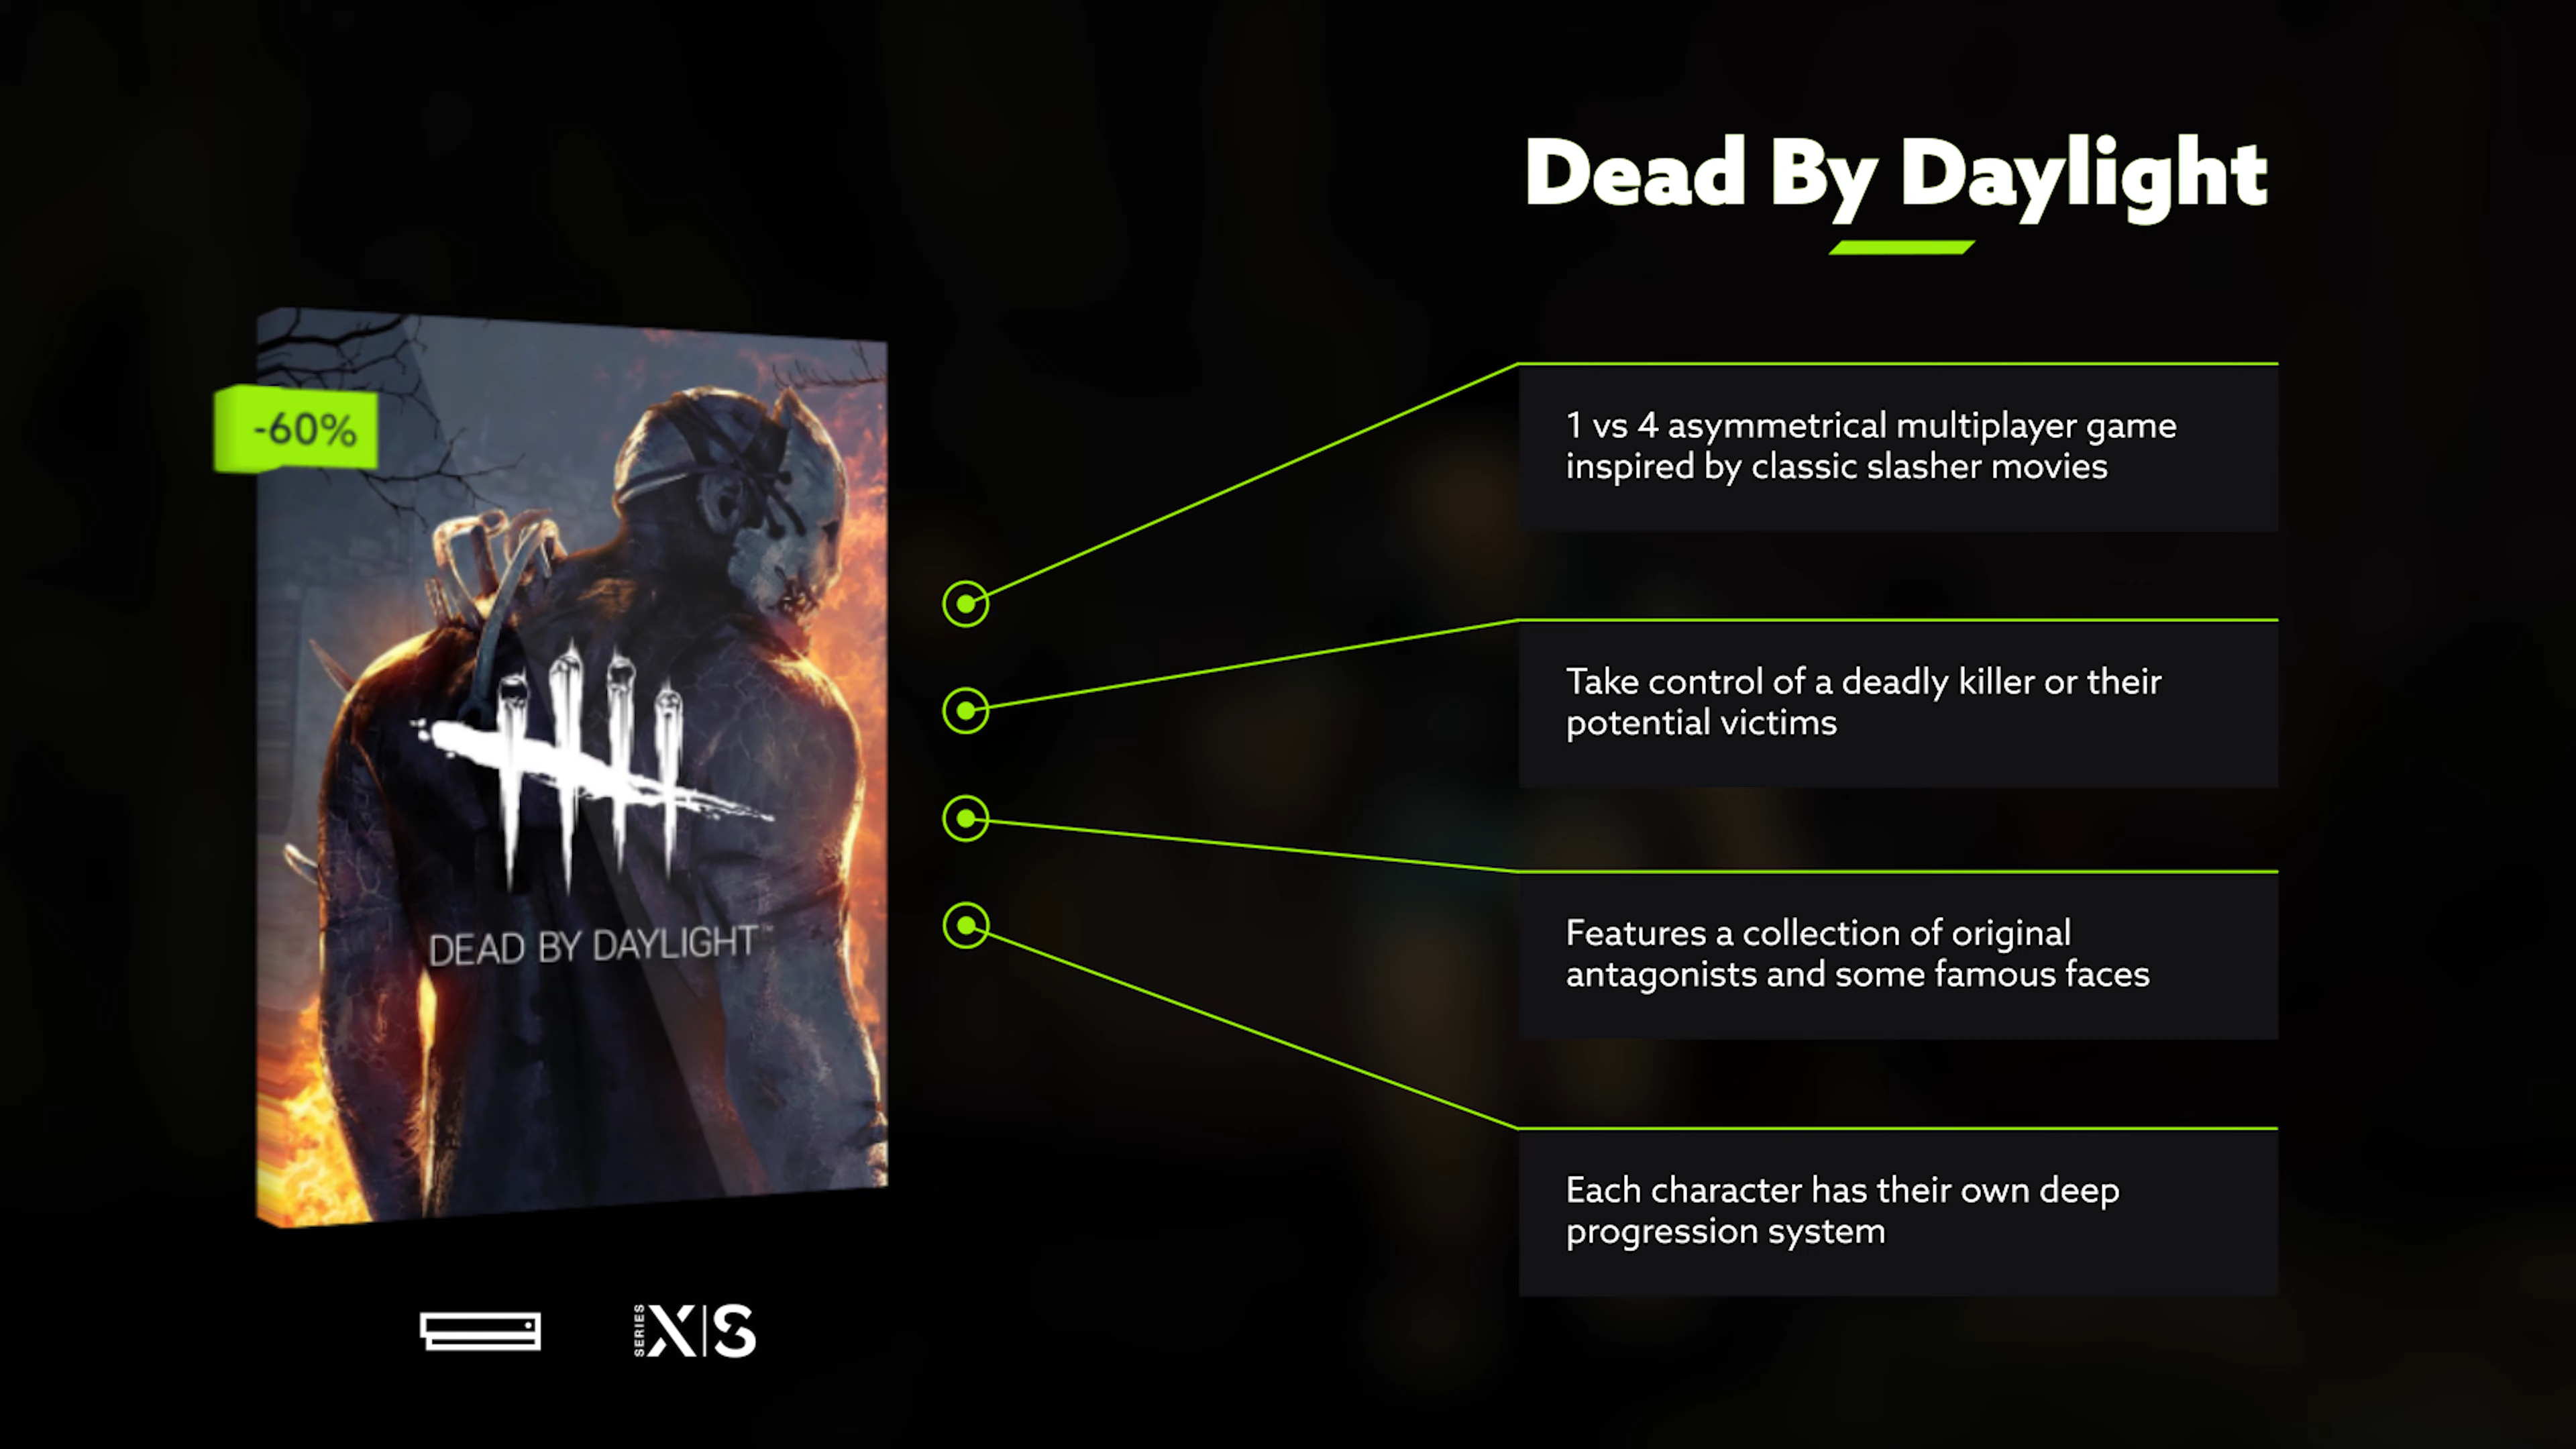 Dead By Daylight
-60%
DEAD BY DAYLIGHT™
SERIES X|S
1 vs 4 asymmetrical multiplayer game
inspired by classic slasher movies
Take control of a deadly killer or their
potential victims
Features a collection of original
antagonists and some famous faces
Each character has their own deep
progression system